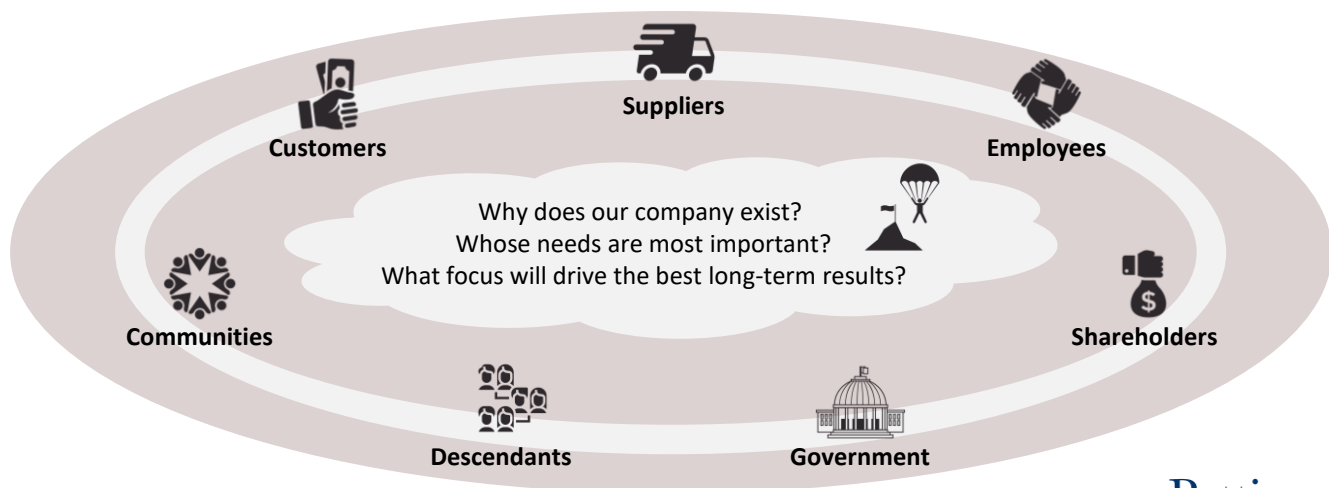 Suppliers
Customers
Employees
Why does our company exist?
Whose needs are most important?
What focus will drive the best long-term results?
$
Communities
Shareholders
Descendants
Government